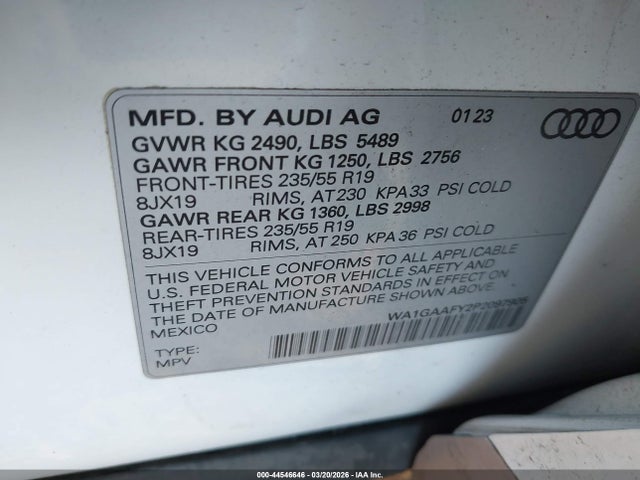 MFD. BY AUDI AG 01 23
GVWR KG 2490, LBS 5489
GAWR FRONT KG 1250, LBS 2756
FRONT-TIRES 235/55 R19
8JX19 RIMS, AT 230 KPA 33 PSI COLD
GAWR REAR KG 1360, LBS 2998
REAR-TIRES 235/55 R19
8JX19 RIMS, AT 250 KPA 36 PSI COLD
THIS VEHICLE CONFORMS TO ALL APPLICABLE
U.S. FEDERAL MOTOR VEHICLE SAFETY AND
THEFT PREVENTION STANDARDS IN EFFECT ON
THE DATE OF MANUFACTURE SHOWN ABOVE.
MEXICO
WA1GAAFY2P2097905
TYPE:
MPV
000-44546646 - 03/20/2026 - IAA Inc.